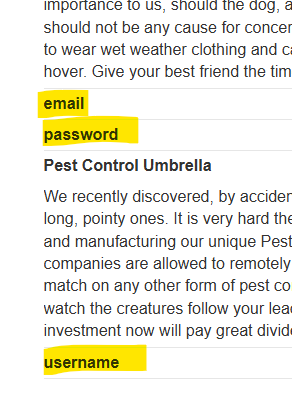 importance to us, should the dog, a
should not be any cause for concer
to wear wet weather clothing and ca
hover. Give your best friend the tim
email
password
Pest Control Umbrella
We recently discovered, by acciden
long, pointy ones. It is very hard the
and manufacturing our unique Pest
companies are allowed to remotely
match on any other form of pest co
watch the creatures follow your lea
investment now will pay great divide
username